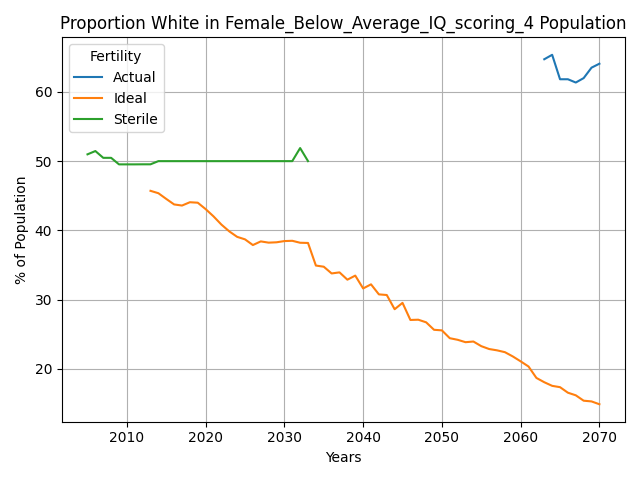 Proportion White in Female_Below_Average_IQ_scoring_4 Population
Fertility
Actual
Ideal
Sterile
% of Population
60
50
40
30
20
2010 2020 2030 2040 2050 2060 2070
Years